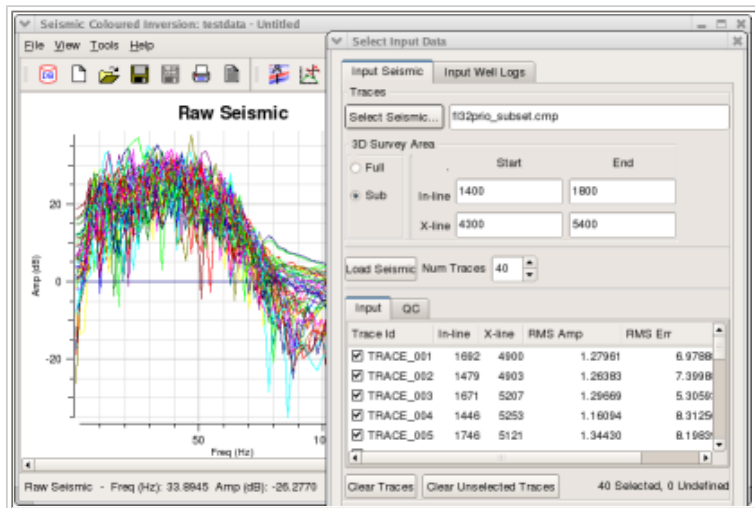 Seismic Coloured Inversion: testdata - Untitled
File View Tools Help
Raw Seismic
20
0
-20
Amp (dB)
50
Freq (Hz)
Raw Seismic - Freq (Hz): 33.8945 Amp (dB): -26.2770
Select Input Data
Input Seismic Input Well Logs
Traces
Select Seismic... fl32prio_subset.cmp
3D Survey Area
Full
Sub
Start End
In-line 1400 1800
X-line 4300 5400
Load Seismic Num Traces 40
Input QC
Trace Id In-line X-line RMS Amp RMS Err
TRACE_001 1692 4900 1.27961
TRACE_002 1479 4903 1.26383
TRACE_003 1671 5207 1.29669
TRACE_004 1446 5253 1.16094
TRACE_005 1746 5121 1.34430
Clear Traces Clear Unselected Traces 40 Selected, 0 Undefined